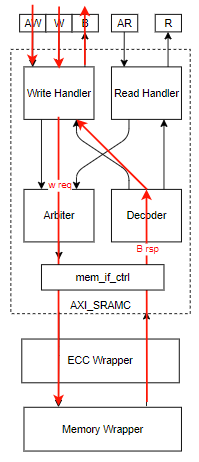 AW W B AR R
Write Handler Read Handler
w req
Arbiter Decoder
B rsp
mem_if_ctrl
AXI_SRAMC
ECC Wrapper
Memory Wrapper